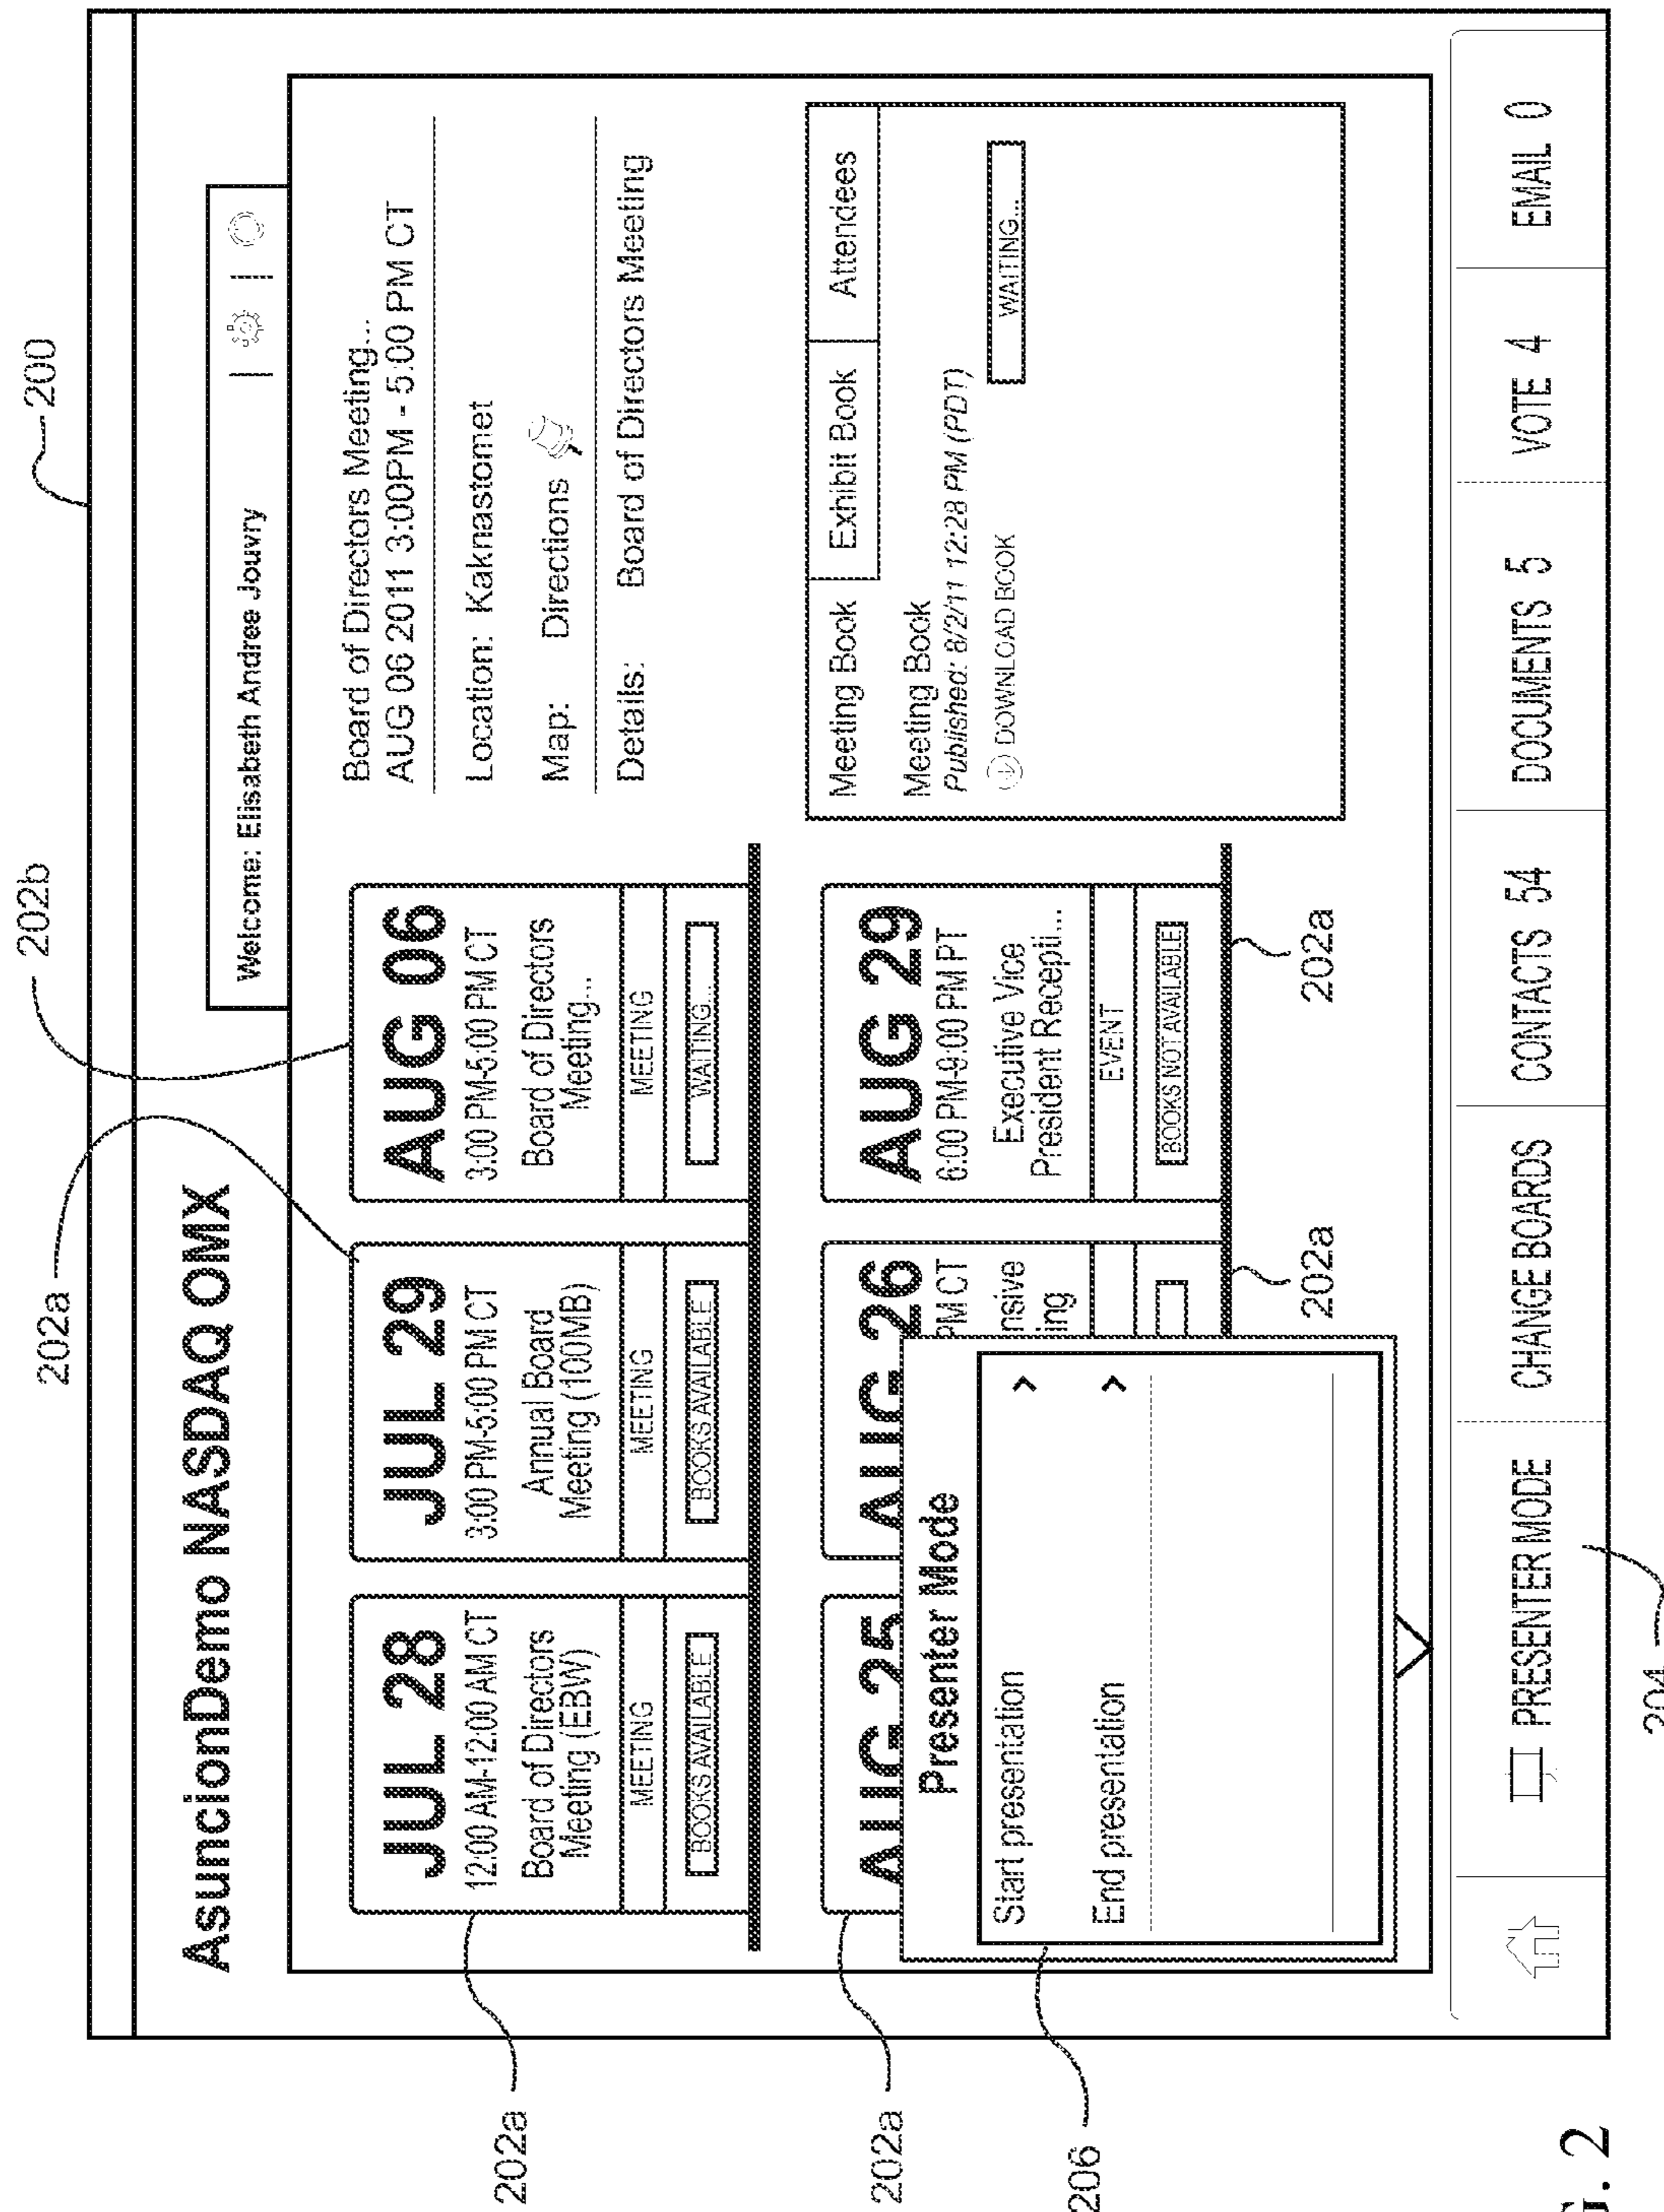 200
202b
202a
AsuncionDemo NASDAQ OMX
Welcome: Elisabeth Andree Jouvry
JUL 28
12:00 AM-12:00 AM CT
Board of Directors
Meeting (EBW)
MEETING
BOOKS AVAILABLE
JUL 29
3:00 PM-5:00 PM CT
Annual Board
Meeting (100MB)
MEETING
BOOKS AVAILABLE
AUG 06
3:00 PM-5:00 PM CT
Board of Directors
Meeting...
MEETING
WAITING...
Board of Directors Meeting...
AUG 06 2011 3:00PM - 5:00 PM CT
Location: Kaknastomet
Map: Directions
Details: Board of Directors Meeting
202a
AUG 25
AUG 26
PM CT
nsive
ing
AUG 29
6:00 PM-9:00 PM PT
Executive Vice
President Recepti...
EVENT
BOOKS NOT AVAILABLE
Meeting Book Exhibit Book Attendees
Meeting Book
Published: 8/2/11 12:28 PM (PDT)
DOWNLOAD BOOK WAITING...
202a
Presenter Mode
Start presentation >
End presentation >
206
202a
202a
PRESENTER MODE CHANGE BOARDS CONTACTS 54 DOCUMENTS 5 VOTE 4 EMAIL 0
204
G. 2